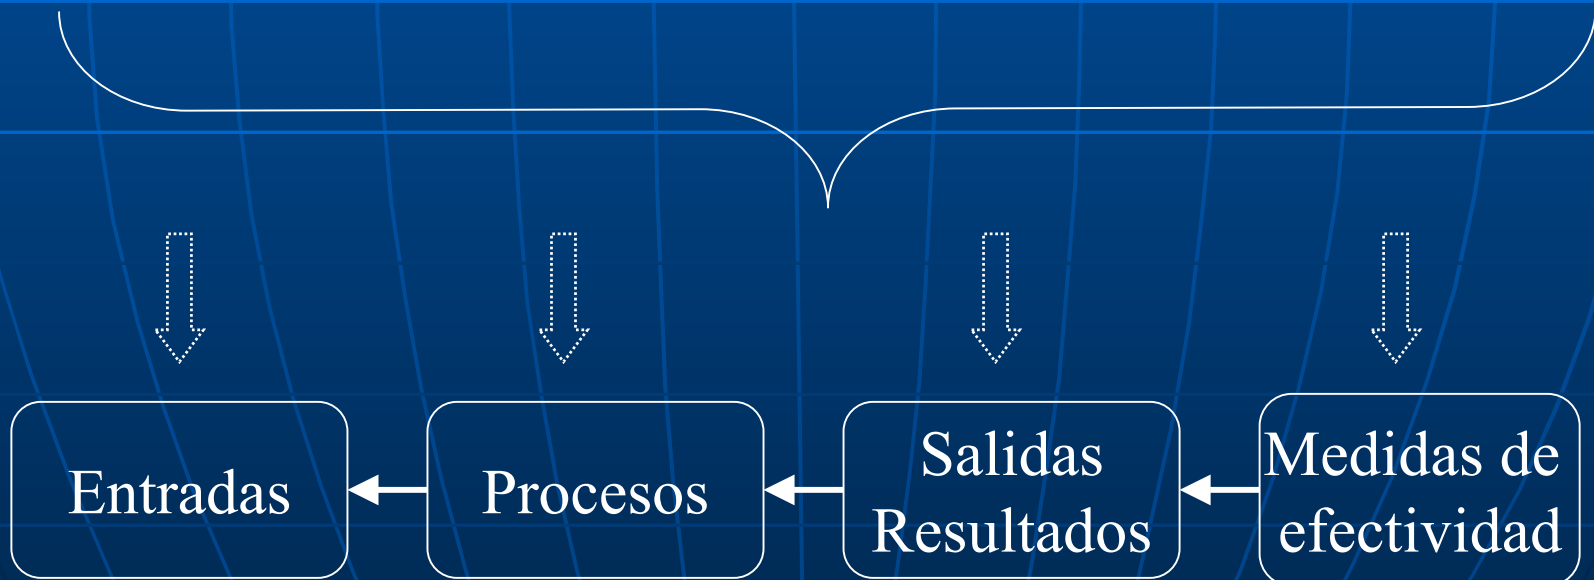 Entradas
Procesos
Salidas
Resultados
Medidas de
efectividad